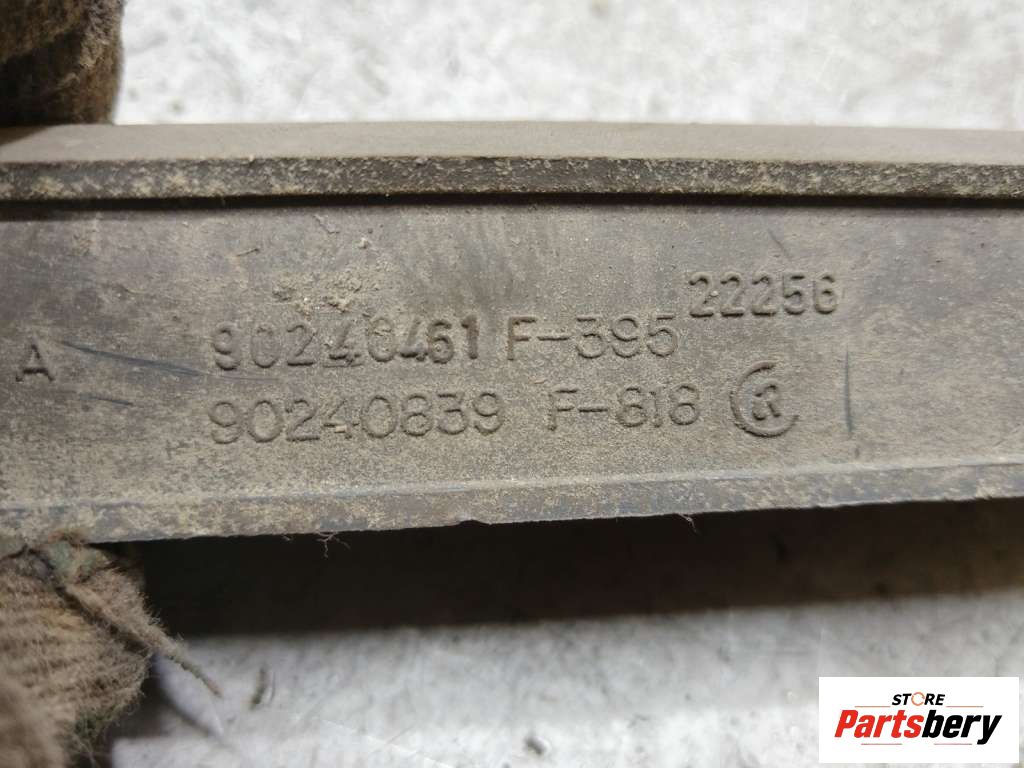 22256
A 90240461 F-395
90240839 F-818 K
STORE
Partsbery